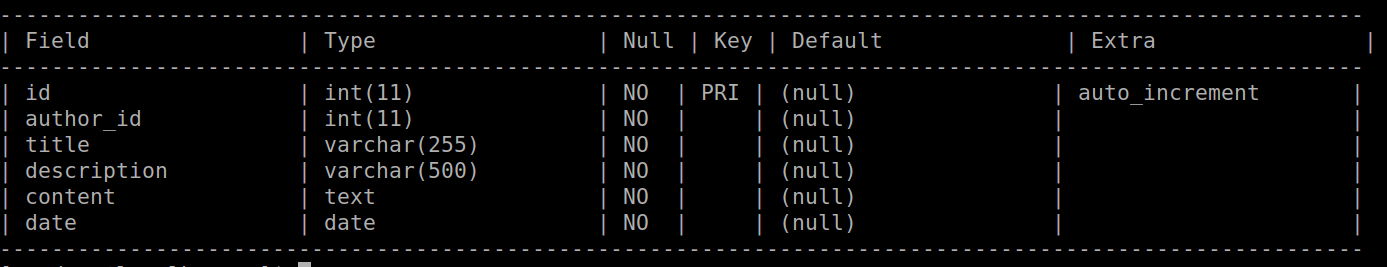 ---------------------------------------------------------------------------------------------------------
| Field                | Type                | Null | Key | Default              | Extra                |
---------------------------------------------------------------------------------------------------------
| id                   | int(11)             | NO  | PRI | (null)               | auto_increment       |
| author_id            | int(11)             | NO  |     | (null)               |                      |
| title                | varchar(255)        | NO  |     | (null)               |                      |
| description          | varchar(500)        | NO  |     | (null)               |                      |
| content              | text                | NO  |     | (null)               |                      |
| date                 | date                | NO  |     | (null)               |                      |
---------------------------------------------------------------------------------------------------------